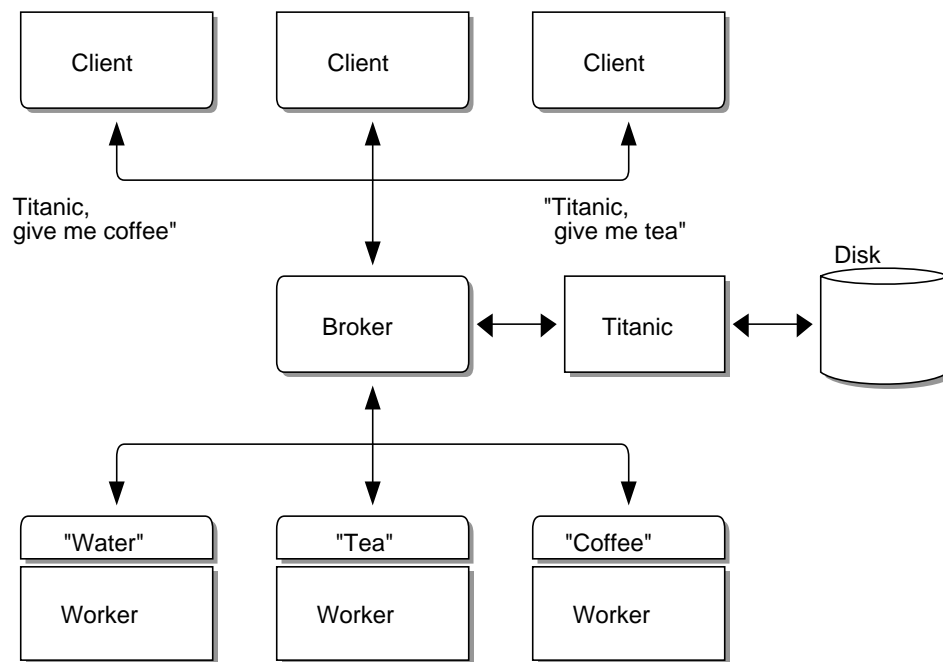 Client
Client
Client
Titanic,
give me coffee"
"Titanic,
give me tea"
Disk
Broker
Titanic
"Water"
"Tea"
"Coffee"
Worker
Worker
Worker